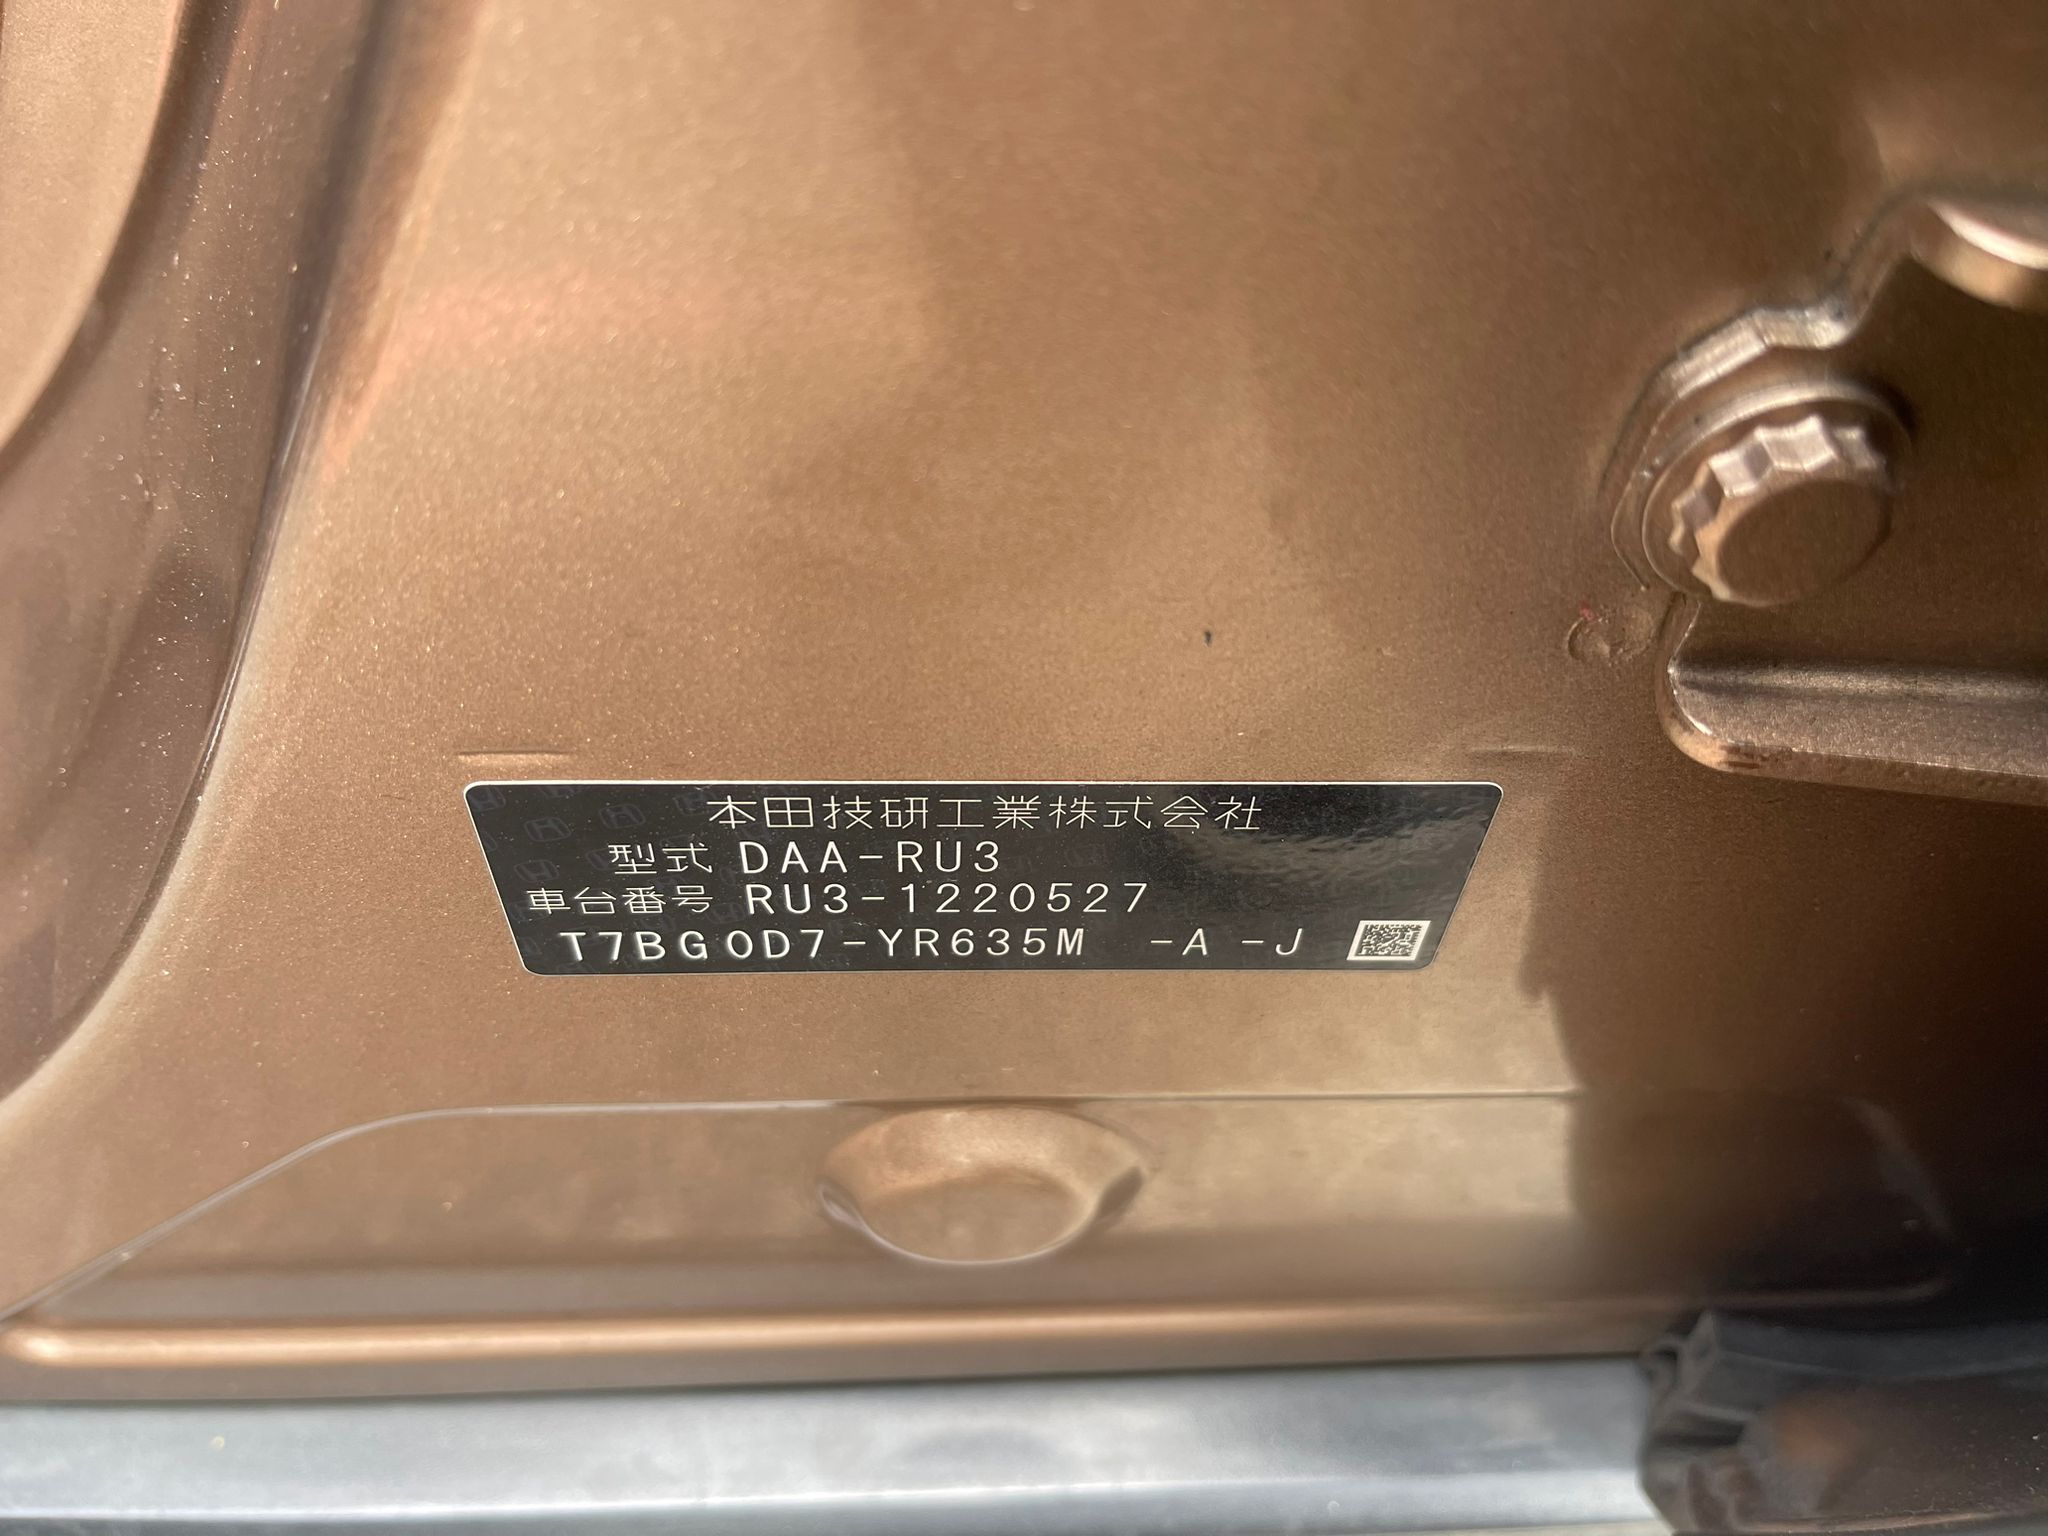 本田技研工業株式会社
型式 DAA-RU3
車台番号 RU3-1220527
T7BG0D7-YR635M -A -J